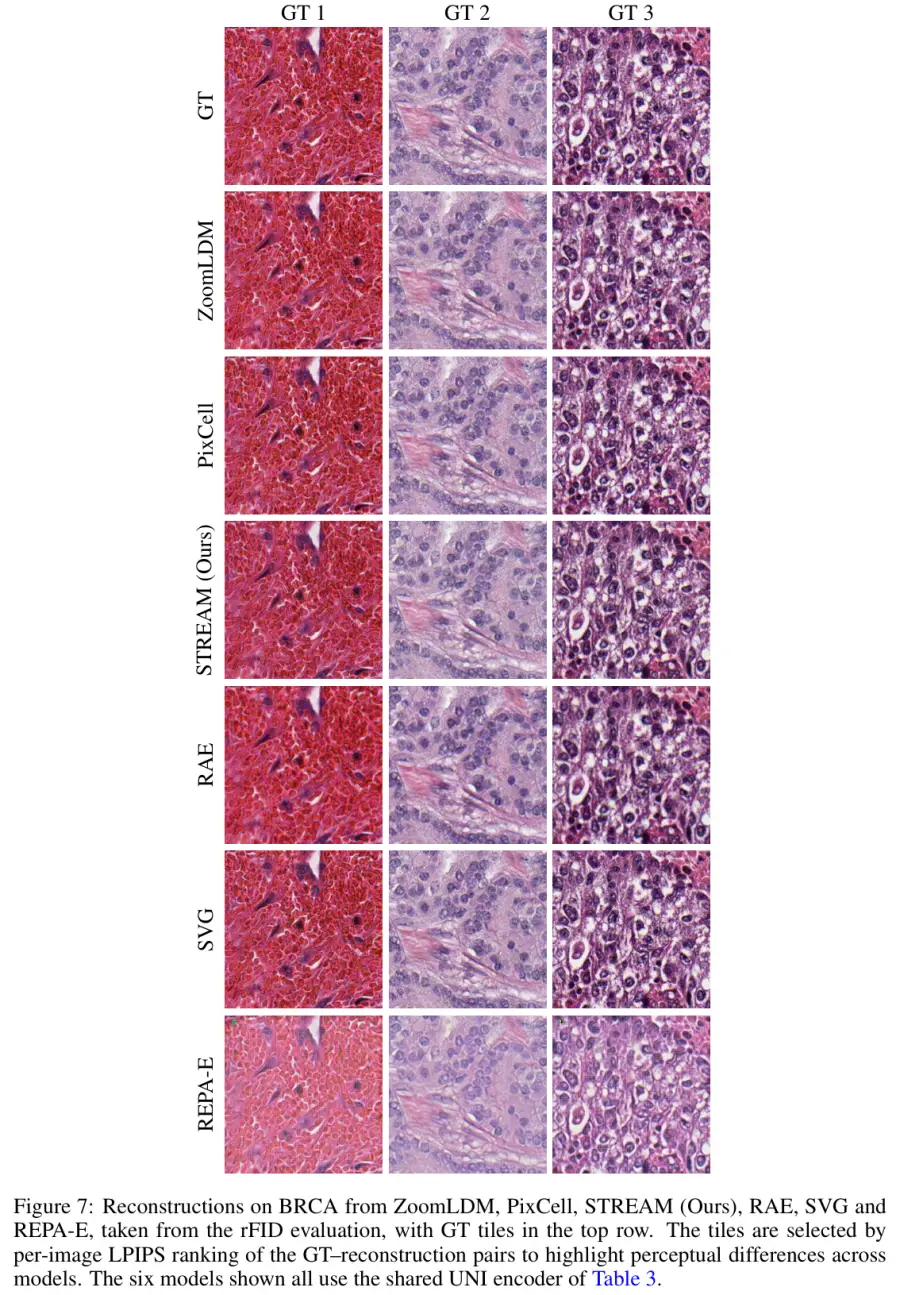 GT 1 GT 2 GT 3
GT
ZoomLDM
PixCell
STREAM (Ours)
RAE
SVG
REPA-E
Figure 7: Reconstructions on BRCA from ZoomLDM, PixCell, STREAM (Ours), RAE, SVG and
REPA-E, taken from the rFID evaluation, with GT tiles in the top row. The tiles are selected by
per-image LPIPS ranking of the GT–reconstruction pairs to highlight perceptual differences across
models. The six models shown all use the shared UNI encoder of Table 3.